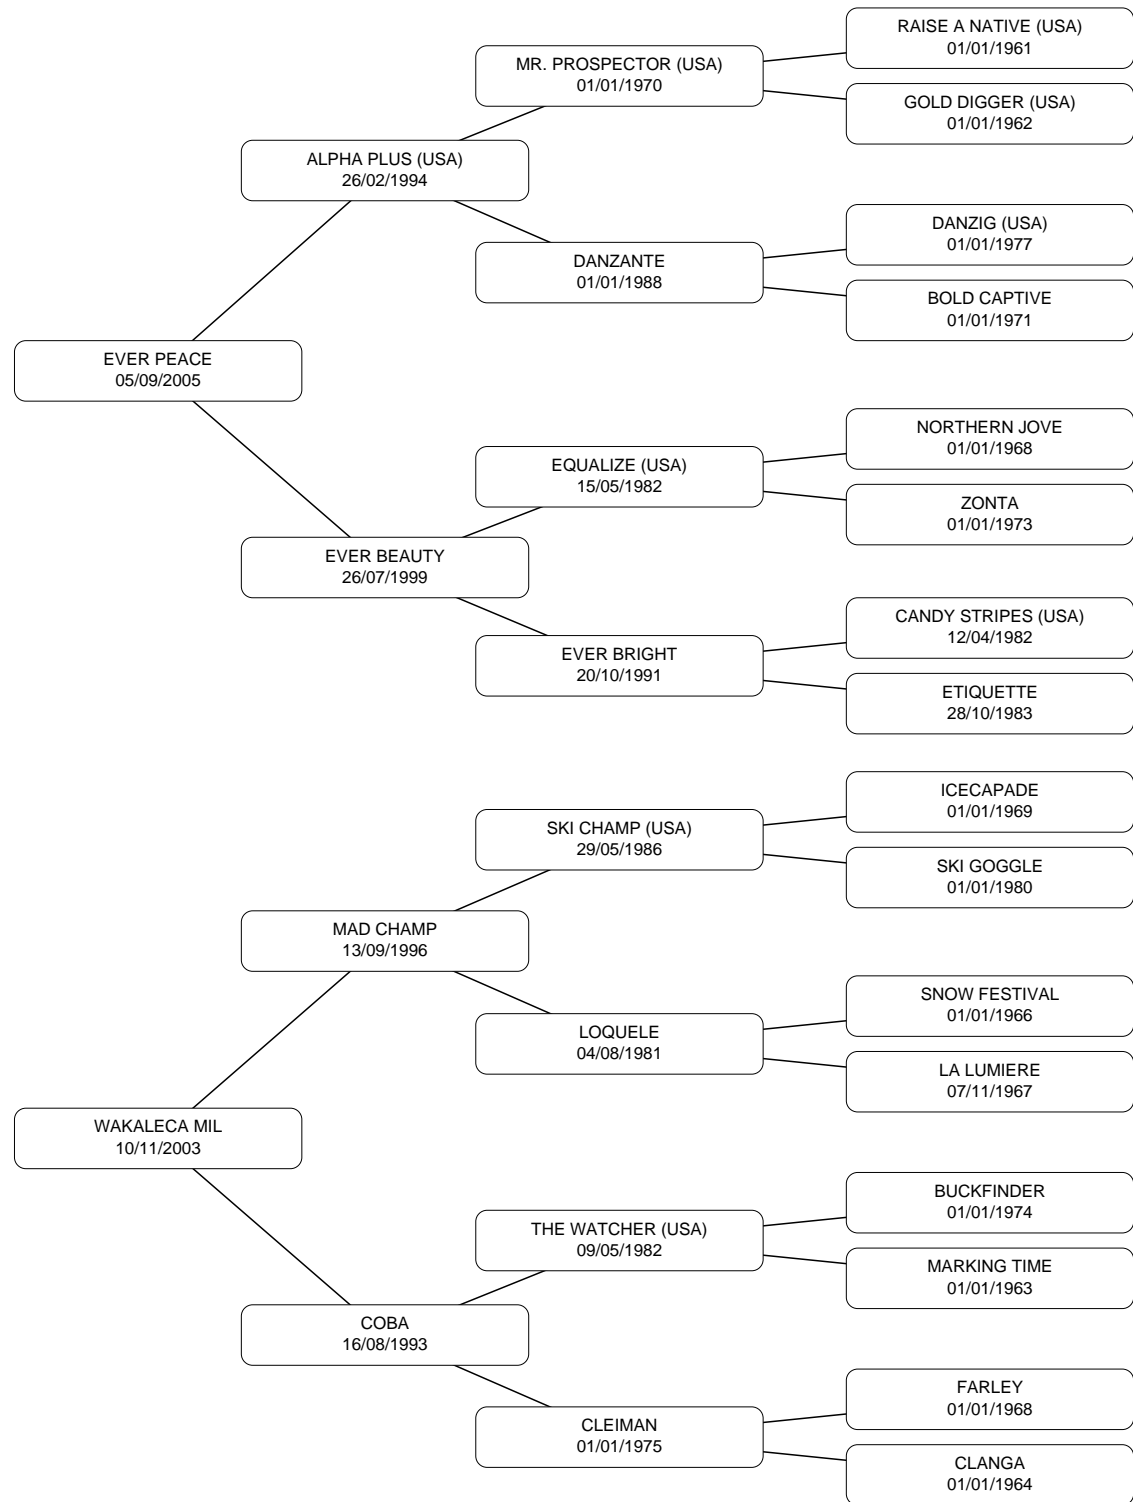 RAISE A NATIVE (USA)
01/01/1961
MR. PROSPECTOR (USA)
01/01/1970
GOLD DIGGER (USA)
01/01/1962
ALPHA PLUS (USA)
26/02/1994
DANZIG (USA)
01/01/1977
DANZANTE
01/01/1988
BOLD CAPTIVE
01/01/1971
EVER PEACE
05/09/2005
NORTHERN JOVE
01/01/1968
EQUALIZE (USA)
15/05/1982
ZONTA
01/01/1973
EVER BEAUTY
26/07/1999
CANDY STRIPES (USA)
12/04/1982
EVER BRIGHT
20/10/1991
ETIQUETTE
28/10/1983
ICECAPADE
01/01/1969
SKI CHAMP (USA)
29/05/1986
SKI GOGGLE
01/01/1980
MAD CHAMP
13/09/1996
SNOW FESTIVAL
01/01/1966
LOQUELE
04/08/1981
LA LUMIERE
07/11/1967
WAKALECA MIL
10/11/2003
BUCKFINDER
01/01/1974
THE WATCHER (USA)
09/05/1982
MARKING TIME
01/01/1963
COBA
16/08/1993
FARLEY
01/01/1968
CLEIMAN
01/01/1975
CLANGA
01/01/1964